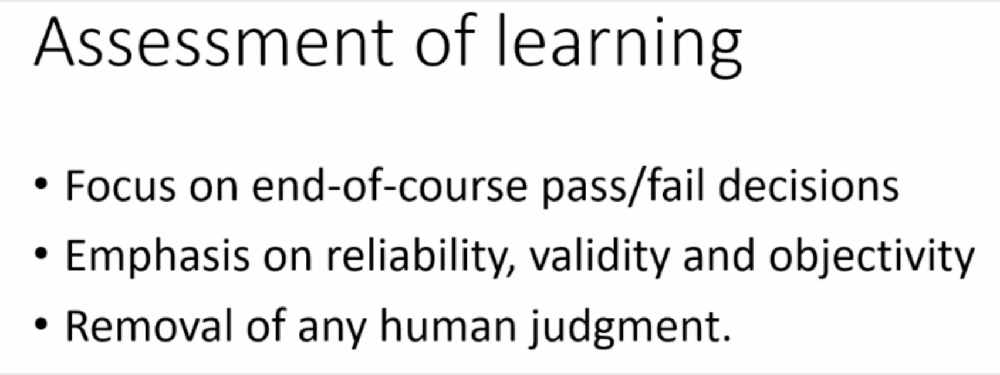 Assessment of learning
• Focus on end-of-course pass/fail decisions
• Emphasis on reliability, validity and objectivity
• Removal of any human judgment.